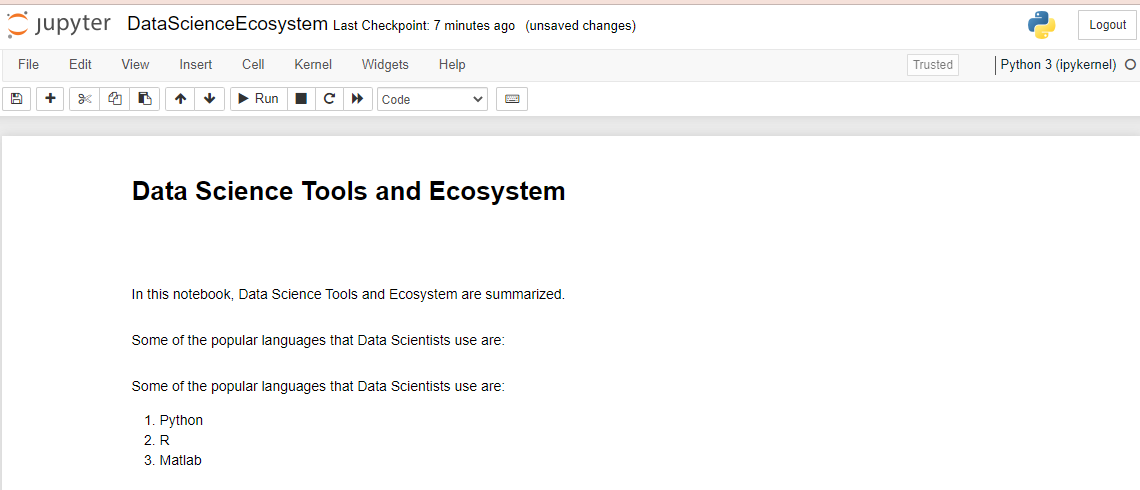 jupyter DataScienceEcosystem Last Checkpoint: 7 minutes ago (unsaved changes) Logout
File Edit View Insert Cell Kernel Widgets Help Trusted Python 3 (ipykernel)
Run Code
Data Science Tools and Ecosystem
In this notebook, Data Science Tools and Ecosystem are summarized.
Some of the popular languages that Data Scientists use are:
Some of the popular languages that Data Scientists use are:
1. Python
2. R
3. Matlab